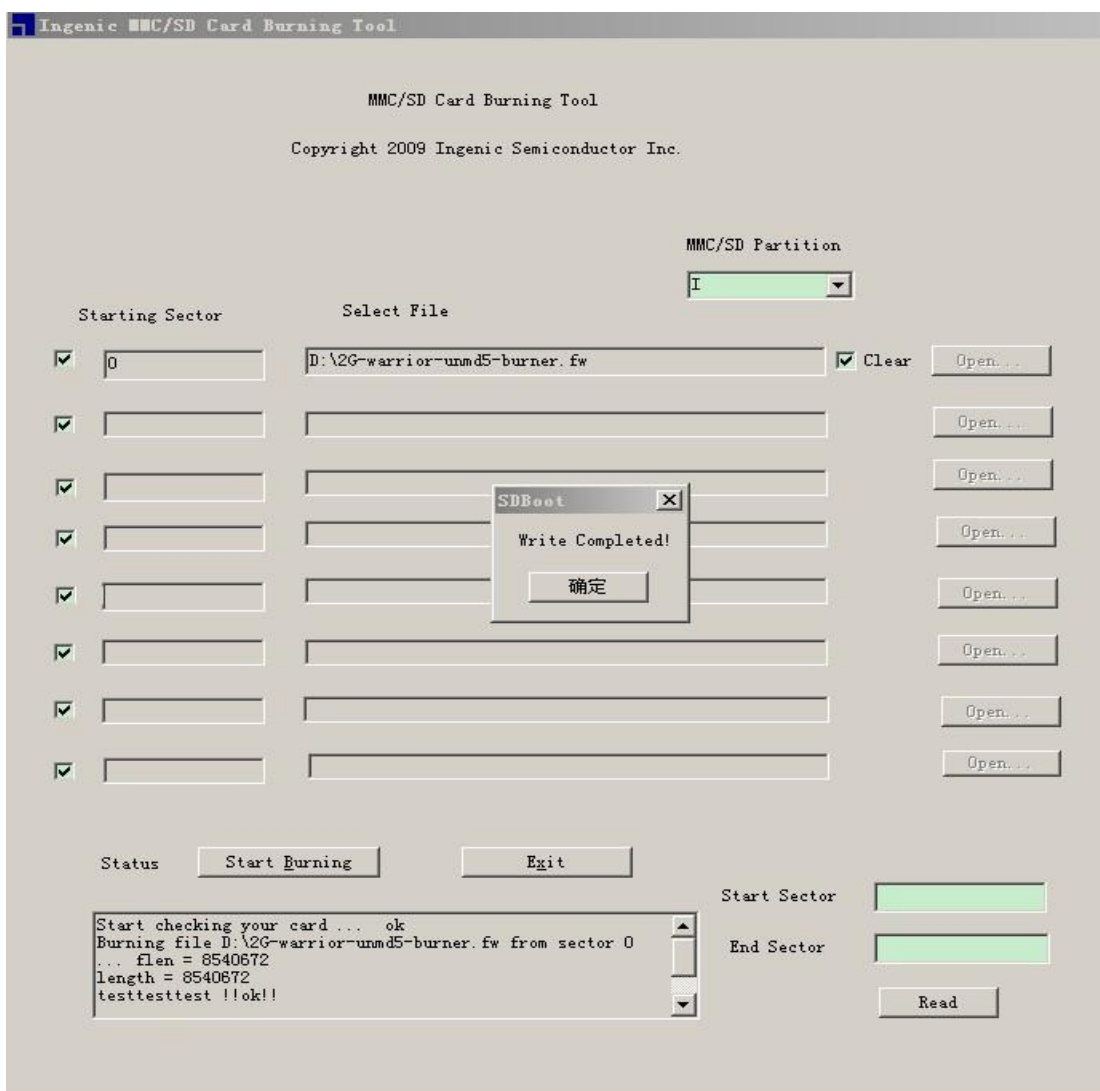 Ingenic MMC/SD Card Burning Tool
MMC/SD Card Burning Tool
Copyright 2009 Ingenic Semiconductor Inc.
MMC/SD Partition
I
Starting Sector
Select File
0
D:\2G-warrior-unmd5-burner.fw
Clear
Open...
Open...
Open...
SDBoot
Write Completed!
确定
Open...
Open...
Open...
Open...
Open...
Status
Start Burning
Exit
Start checking your card ... ok
Burning file D:\2G-warrior-unmd5-burner.fw from sector 0
... flen = 8540672
length = 8540672
testtesttest !!ok!!
Start Sector
End Sector
Read